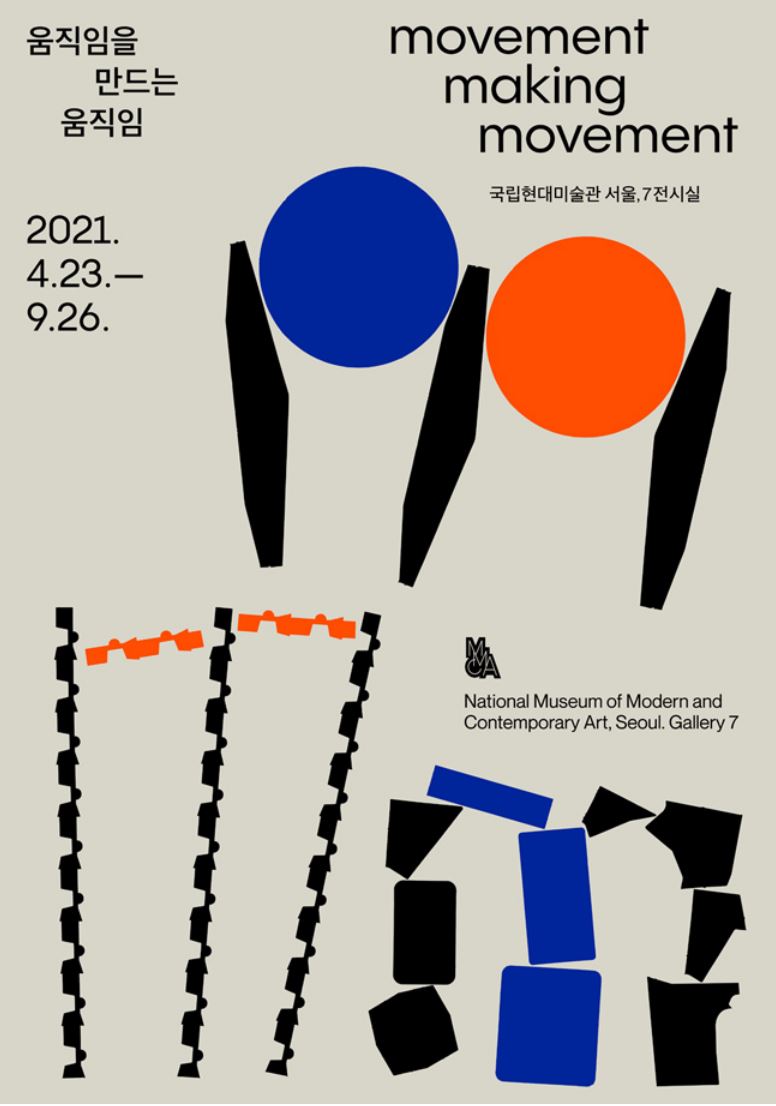 움직임을
만드는
움직임
movement
making
movement
국립현대미술관 서울, 7전시실
2021.
4.23.—
9.26.
MMCA
National Museum of Modern and
Contemporary Art, Seoul. Gallery 7